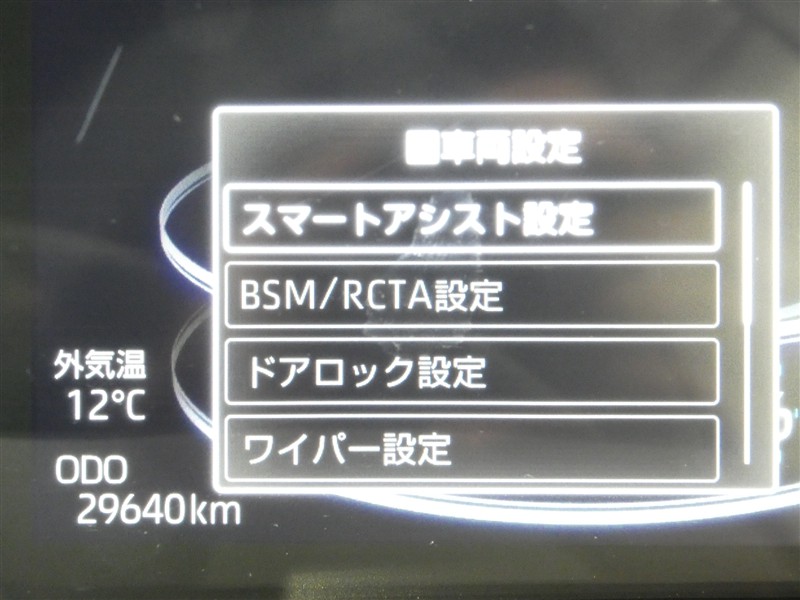 車両設定
スマートアシスト設定
BSM/RCTA設定
ドアロック設定
ワイパー設定
外気温
12℃
ODO
29640km